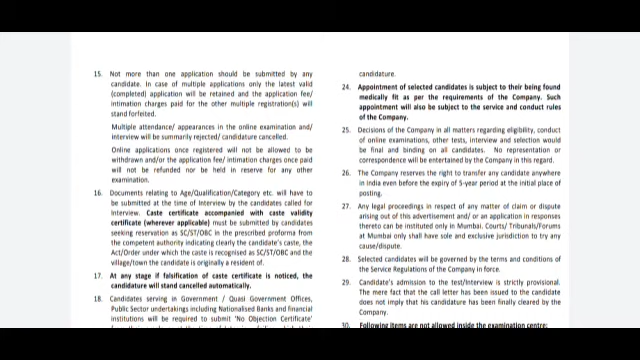 15. Not more than one application should be submitted by any
candidate. In case of multiple applications only the latest valid
(completed) application will be retained and the application fee/
intimation charges paid for the other multiple registration(s) will
stand forfeited.
Multiple attendance/ appearances in the online examination and/
interview will be summarily rejected/ candidature cancelled.
Online applications once registered will not be allowed to be
withdrawn and/or the application fee/ intimation charges once paid
will not be refunded nor be held in reserve for any other
examination.
16. Documents relating to Age/Qualification/Category etc. will have to
be submitted at the time of Interview by the candidates called for
Interview. Caste certificate accompanied with caste validity
certificate (wherever applicable) must be submitted by candidates
seeking reservation as SC/ST/OBC in the prescribed proforma from
the competent authority indicating clearly the candidate's caste, the
Act/Order under which the caste is recognised as SC/ST/OBC and the
village/town the candidate is originally a resident of.
17. At any stage if falsification of caste certificate is noticed, the
candidature will stand cancelled automatically.
18. Candidates serving in Government / Quasi Government Offices,
Public Sector undertakings including Nationalised Banks and financial
institutions will be required to submit 'No Objection Certificate'
candidature.
24. Appointment of selected candidates is subject to their being found
medically fit as per the requirements of the Company. Such
appointment will also be subject to the service and conduct rules
of the Company.
25. Decisions of the Company in all matters regarding eligibility, conduct
of online examinations, other tests, interview and selection would
be final and binding on all candidates. No representation or
correspondence will be entertained by the Company in this regard.
26. The Company reserves the right to transfer any candidate anywhere
in India even before the expiry of 5-year period at the initial place of
posting.
27. Any legal proceedings in respect of any matter of claim or dispute
arising out of this advertisement and/ or an application in responses
thereto can be instituted only in Mumbai. Courts/ Tribunals/Forums
at Mumbai only shall have sole and exclusive jurisdiction to try any
cause/dispute.
28. Selected candidates will be governed by the terms and conditions of
the Service Regulations of the Company in force.
29. Candidate's admission to the test/interview is strictly provisional.
The mere fact that the call letter has been issued to the candidate
does not imply that his candidature has been finally cleared by the
Company.
30. Following items are not allowed inside the examination centre: